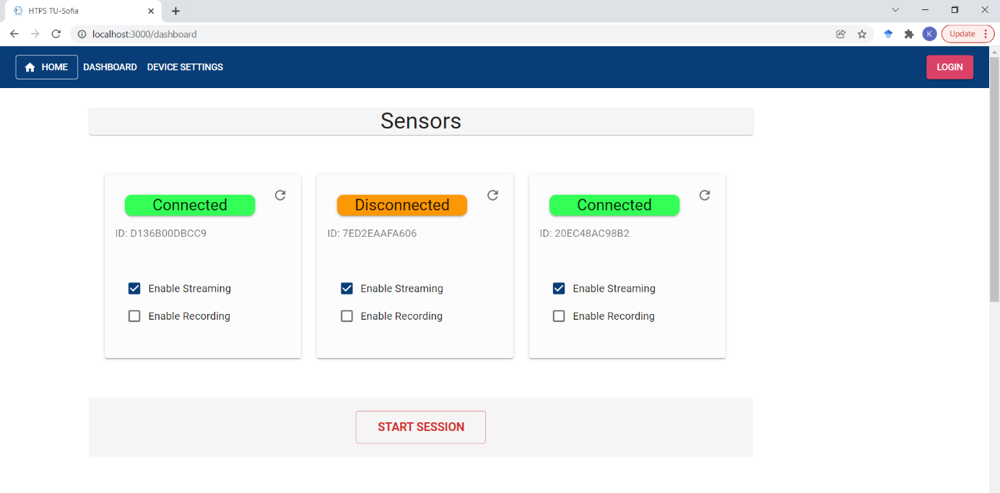 HTPS TU-Sofia
localhost:3000/dashboard
K
Update
HOME DASHBOARD DEVICE SETTINGS
LOGIN
Sensors
Connected
ID: D136B00DBCC9
Enable Streaming
Enable Recording
Disconnected
ID: 7ED2EAAFA606
Enable Streaming
Enable Recording
Connected
ID: 20EC48AC98B2
Enable Streaming
Enable Recording
START SESSION